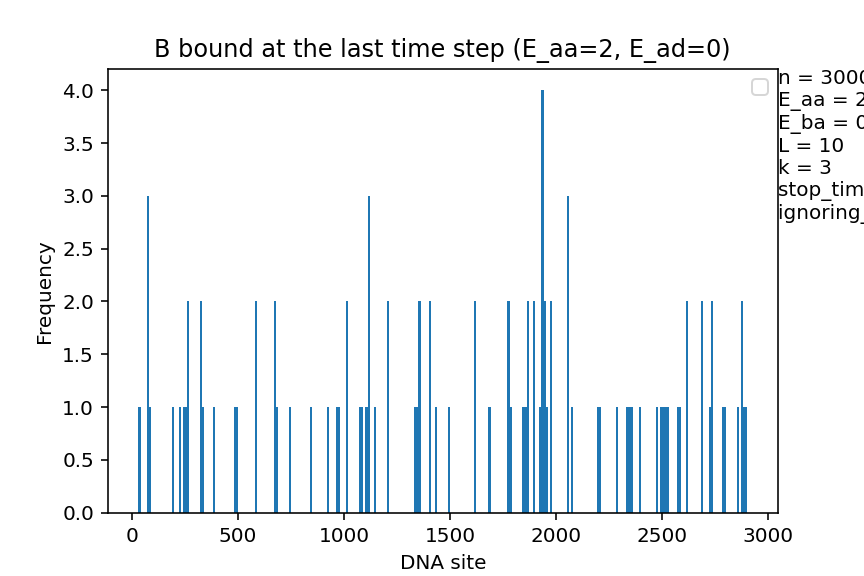 B bound at the last time step (E_aa=2, E_ad=0)
4.0
3.5
3.0
2.5
2.0
1.5
1.0
0.5
0.0
Frequency
0
500
1000
1500
2000
2500
3000
DNA site
n = 3000
E_aa = 2
E_ba = 0
L = 10
k = 3
stop_tim
ignoring_